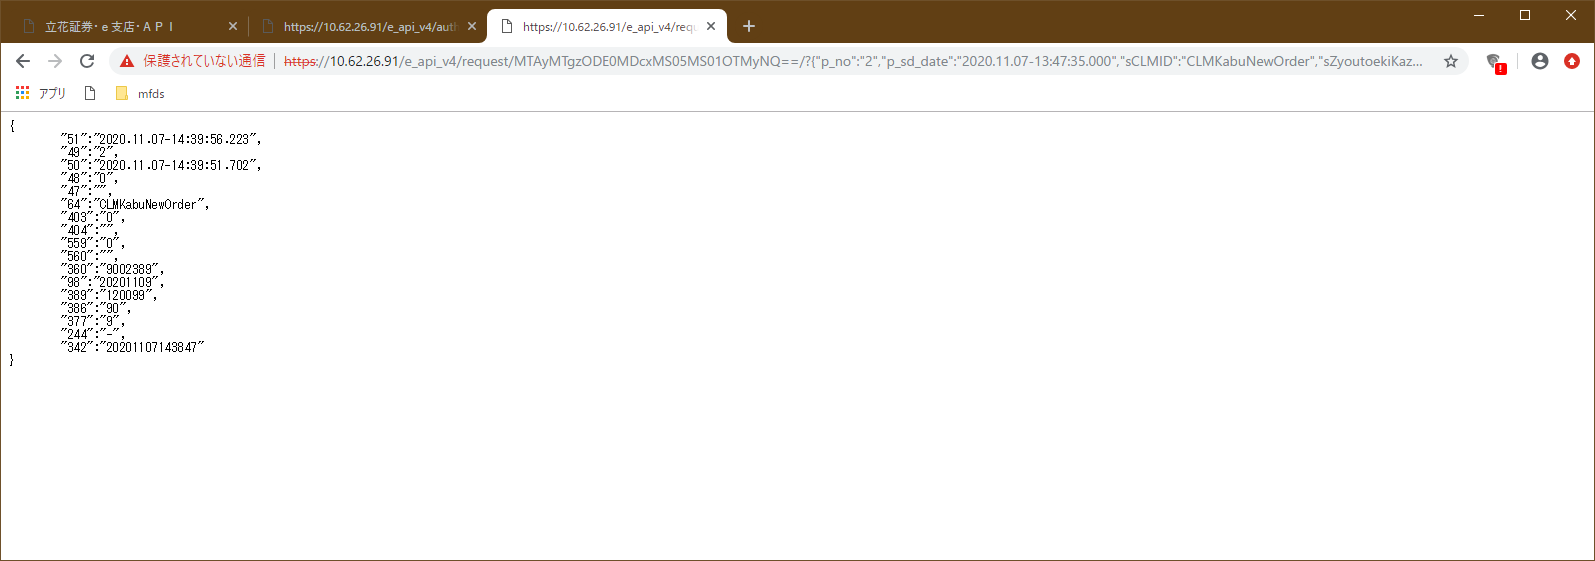 立花証券・ｅ支店・ＡＰＩ
https://10.62.26.91/e_api_v4/auth
https://10.62.26.91/e_api_v4/requ
保護されていない通信 | https://10.62.26.91/e_api_v4/request/MTAyMTgzODE0MDcxMS05MS01OTMyNQ==/?{"p_no":"2","p_sd_date":"2020.11.07-13:47:35.000","sCLMID":"CLMKabuNewOrder","sZyoutoekiKaz...
アプリ
mfds
{
"51":"2020.11.07-14:39:56.223",
"49":"2",
"50":"2020.11.07-14:39:51.702",
"48":"0",
"47":"",
"64":"CLMKabuNewOrder",
"403":"0",
"404":"",
"559":"0",
"560":"",
"360":"9002389",
"98":"20201109",
"389":"120099",
"386":"90",
"377":"9",
"244":"-",
"342":"20201107143847"
}